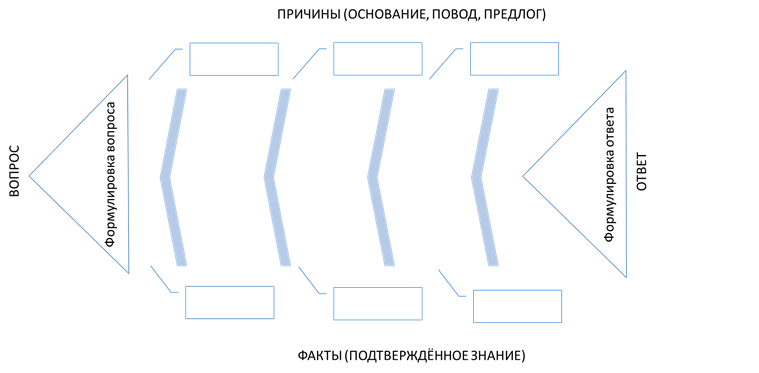 ПРИЧИНЫ (ОСНОВАНИЕ, ПОВОД, ПРЕДЛОГ)
ВОПРОС
Формулировка вопроса
Формулировка ответа
ОТВЕТ
ФАКТЫ (ПОДТВЕРЖДЁННОЕ ЗНАНИЕ)